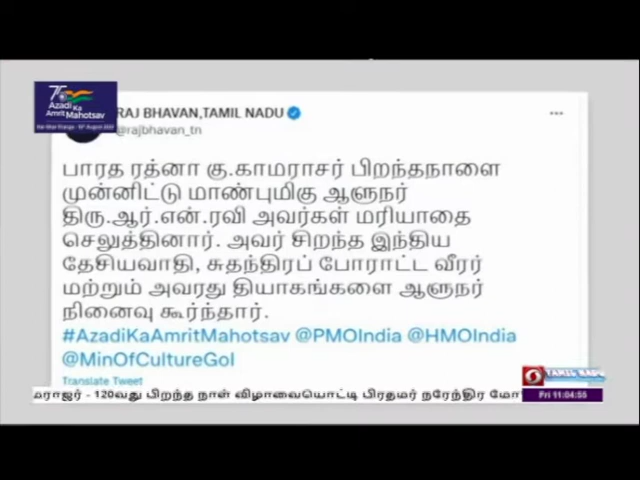 75
Azadi
Ka
Amrit
Mahotsav
RAJ BHAVAN,TAMIL NADU
@rajbhavan_tn
பாரத ரத்னா கு.காமராசர் பிறந்தநாளை
முன்னிட்டு மாண்புமிகு ஆளுநர்
திரு.ஆர்.என்.ரவி அவர்கள் மரியாதை
செலுத்தினார். அவர் சிறந்த இந்திய
தேசியவாதி, சுதந்திரப் போராட்ட வீரர்
மற்றும் அவரது தியாகங்களை ஆளுநர்
நினைவு கூர்ந்தார்.
#AzadiKaAmritMahotsav @PMOIndia @HMOIndia
@MinOfCultureGoI
Translate Tweet
TAMIL NADU
மராஜர் - 120வது பிறந்த நாள் விழாவையொட்டி பிரதமர் நரேந்திர மோ
Fri 11:04:55